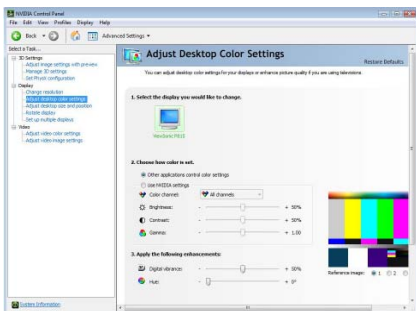 NVIDIA Control Panel
File Edit View Profiles Display Help
Back Advanced Settings
Select a Task...
3D Settings
Adjust image settings with preview
Manage 3D settings
Set PhysX configuration
Display
Change resolution
Adjust desktop color settings
Adjust desktop size and position
Rotate display
Set up multiple displays
Video
Adjust video color settings
Adjust video image settings
System Information
Adjust Desktop Color Settings
Restore Defaults
You can adjust desktop color settings for your displays or enhance picture quality if you are using televisions
1. Select the display you would like to change.
2. Choose how color is set.
Other applications control color settings
Use NVIDIA settings
Color channel: All channels
Brightness: - + 50%
Contrast: - + 50%
Gamma: - + 1.00
3. Apply the following enhancements:
Digital vibrance: - + 50%
Hue: - + 0°
Reference image: 1 2